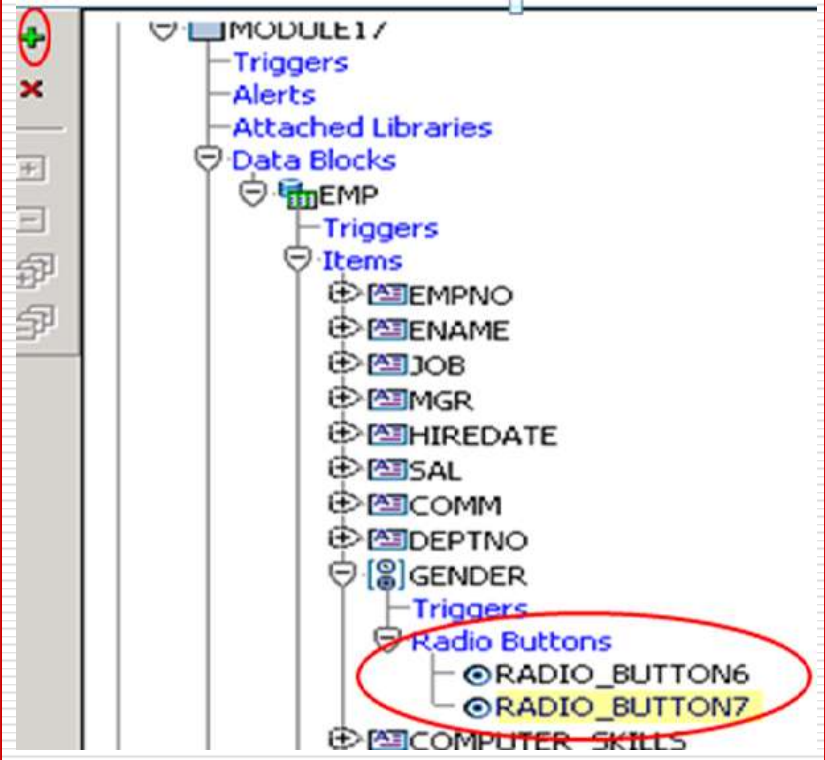 MODULE17
Triggers
Alerts
Attached Libraries
Data Blocks
EMP
Triggers
Items
EMPNO
ENAME
JOB
MGR
HIREDATE
SAL
COMM
DEPTNO
GENDER
Triggers
Radio Buttons
RADIO_BUTTON6
RADIO_BUTTON7
COMPUTER_SKILLS